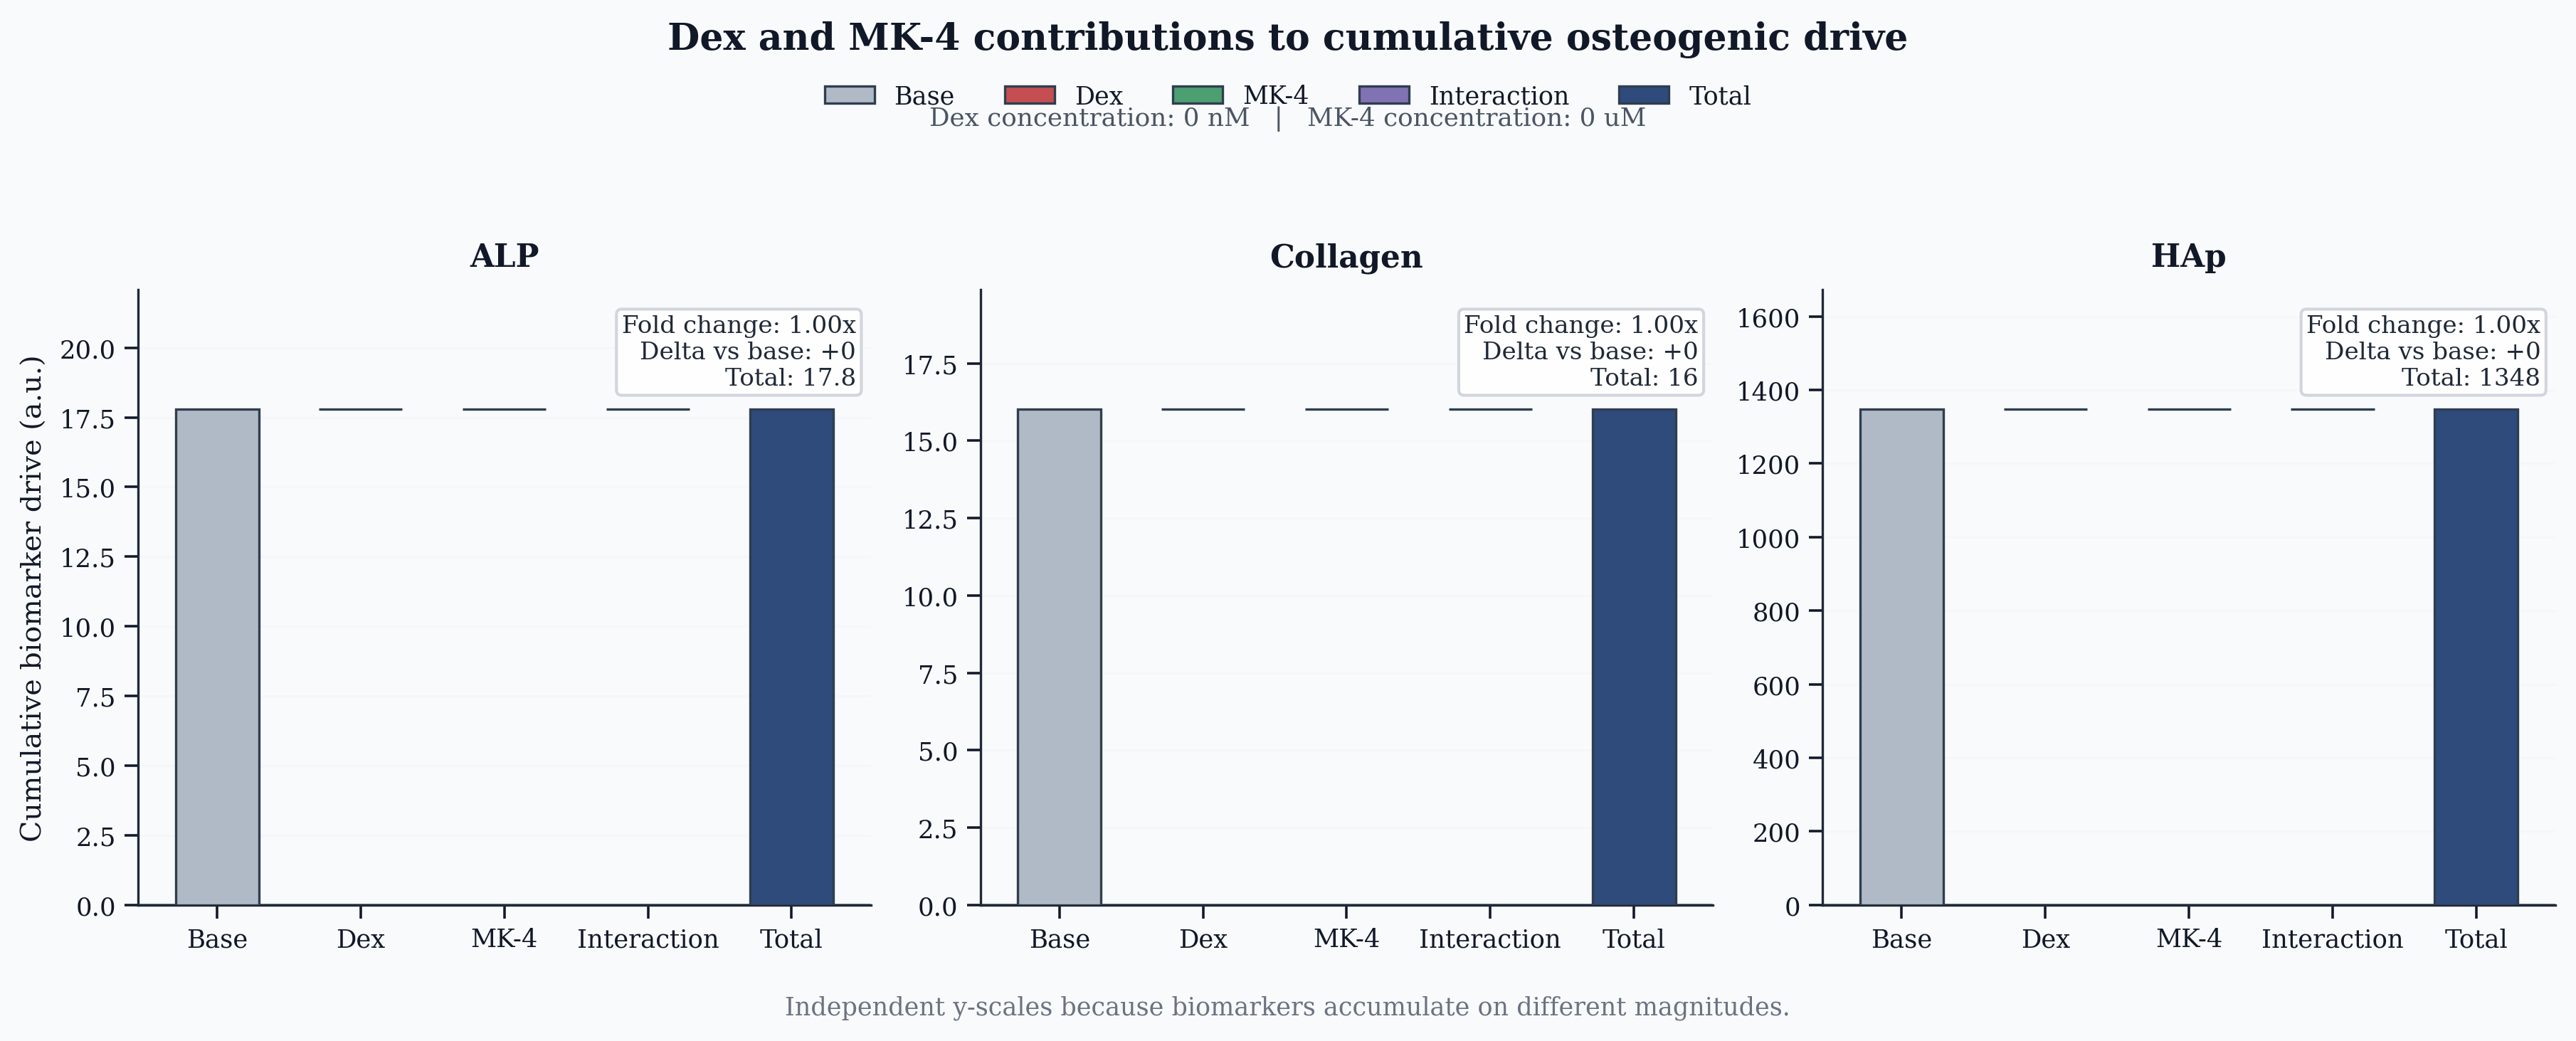 Dex and MK-4 contributions to cumulative osteogenic drive
Base Dex MK-4 Interaction Total
Dex concentration: 0 nM | MK-4 concentration: 0 uM
ALP
Cumulative biomarker drive (a.u.)
20.0
17.5
15.0
12.5
10.0
7.5
5.0
2.5
0.0
Fold change: 1.00x
Delta vs base: +0
Total: 17.8
Base Dex MK-4 Interaction Total
Collagen
17.5
15.0
12.5
10.0
7.5
5.0
2.5
0.0
Fold change: 1.00x
Delta vs base: +0
Total: 16
Base Dex MK-4 Interaction Total
HAp
1600
1400
1200
1000
800
600
400
200
0
Fold change: 1.00x
Delta vs base: +0
Total: 1348
Base Dex MK-4 Interaction Total
Independent y-scales because biomarkers accumulate on different magnitudes.